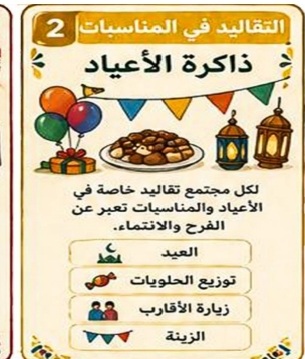 2
التقاليد في المناسبات
ذاكرة الأعياد
لكل مجتمع تقاليد خاصة في
الأعياد والمناسبات تعبر عن
الفرح والانتماء.
العيد
توزيع الحلويات
زيارة الأقارب
الزينة